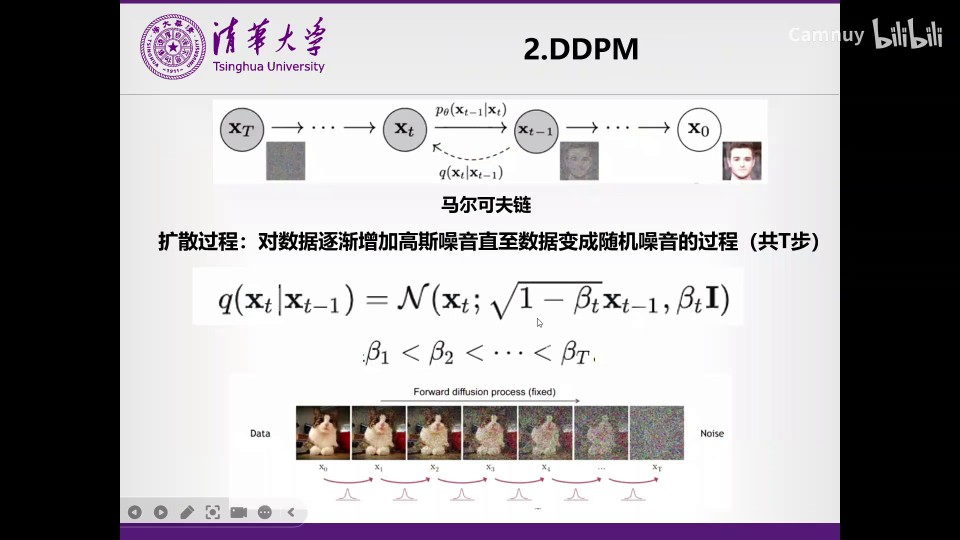 清华大学
Tsinghua University
2.DDPM
Camnuy bilibili
x_T → ⋯ → x_t p_θ(x_{t−1}|x_t) x_{t−1} → ⋯ → x_0
q(x_t|x_{t−1})
马尔可夫链
扩散过程：对数据逐渐增加高斯噪音直至数据变成随机噪音的过程（共T步）
q(x_t|x_{t−1}) = N(x_t; √(1 − β_t) x_{t−1}, β_t I)
β_1 < β_2 < ⋯ < β_T
Forward diffusion process (fixed)
Data
Noise
x_0 x_1 x_2 x_3 x_4 ... x_T